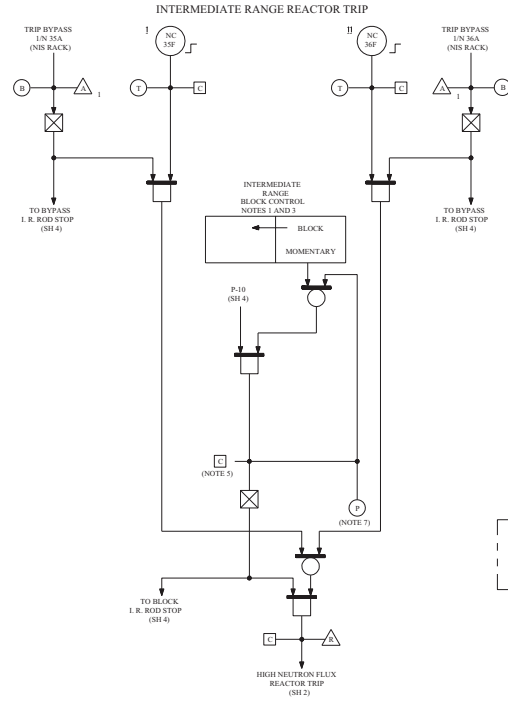 INTERMEDIATE RANGE REACTOR TRIP
TRIP BYPASS
1/N 35A
(NIS RACK)
I
NC
35F
II
NC
36F
TRIP BYPASS
1/N 36A
(NIS RACK)
B
A
1
T
C
T
C
A
1
B
TO BYPASS
I. R. ROD STOP
(SH 4)
INTERMEDIATE
RANGE
BLOCK CONTROL
NOTES 1 AND 3
BLOCK
MOMENTARY
TO BYPASS
I. R. ROD STOP
(SH 4)
P-10
(SH 4)
C
(NOTE 5)
P
(NOTE 7)
TO BLOCK
I. R. ROD STOP
(SH 4)
C
R
HIGH NEUTRON FLUX
REACTOR TRIP
(SH 2)